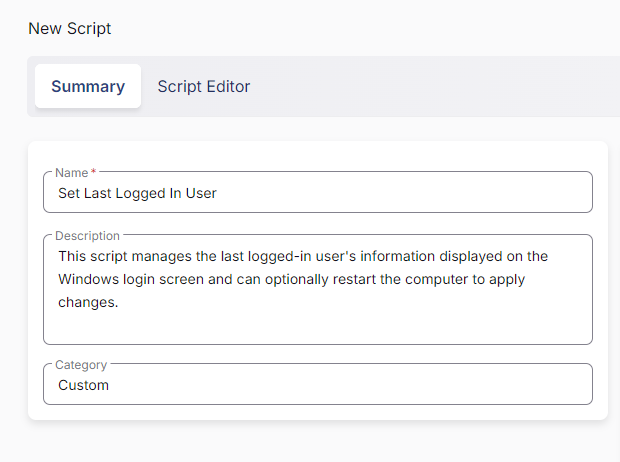 New Script
Summary
Script Editor
Name *
Set Last Logged In User
Description
This script manages the last logged-in user's information displayed on the
Windows login screen and can optionally restart the computer to apply
changes.
Category
Custom